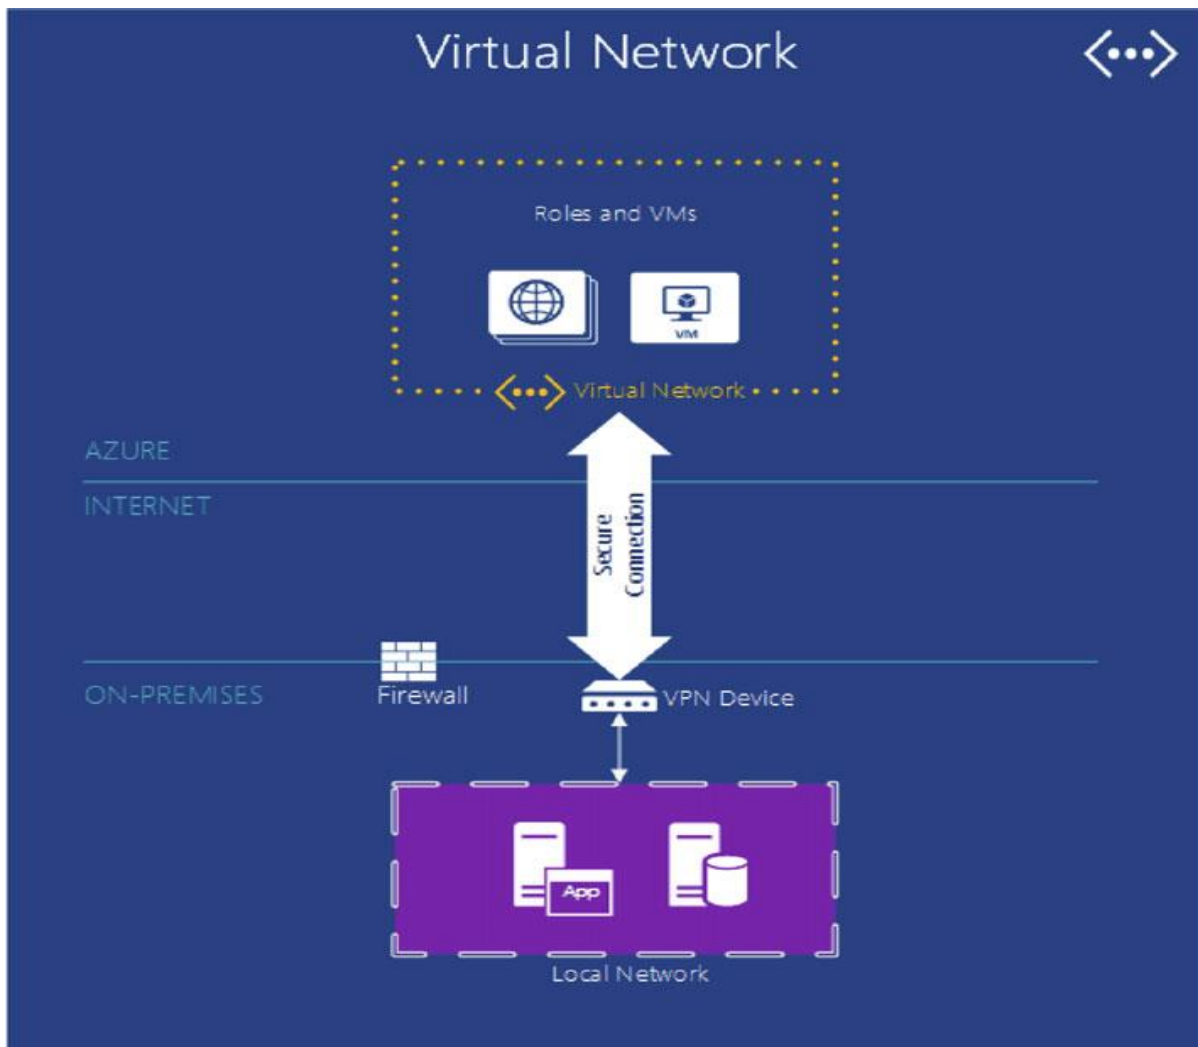 Virtual Network
Roles and VMs
VM
Virtual Network
AZURE
INTERNET
Secure
Connection
Firewall
ON-PREMISES
VPN Device
App
Local Network